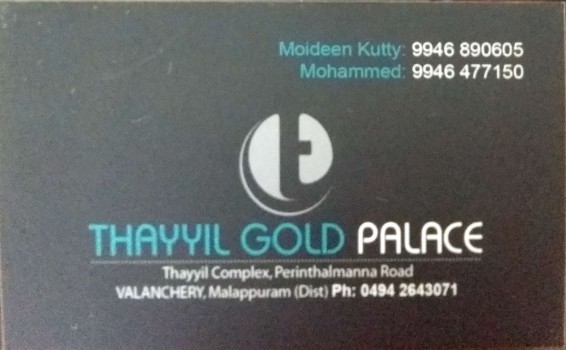 Moideen Kutty: 9946 890605
Mohammed: 9946 477150
t
THAYYIL GOLD PALACE
Thayyil Complex, Perinthalmanna Road
VALANCHERY, Malappuram (Dist) Ph: 0494 2643071